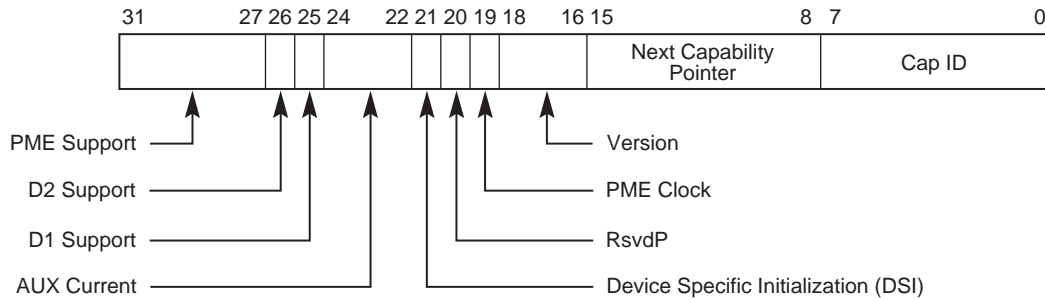 31 27 26 25 24 22 21 20 19 18 16 15 8 7 0
Next Capability
Pointer
Cap ID
PME Support
Version
D2 Support
PME Clock
D1 Support
RsvdP
AUX Current
Device Specific Initialization (DSI)